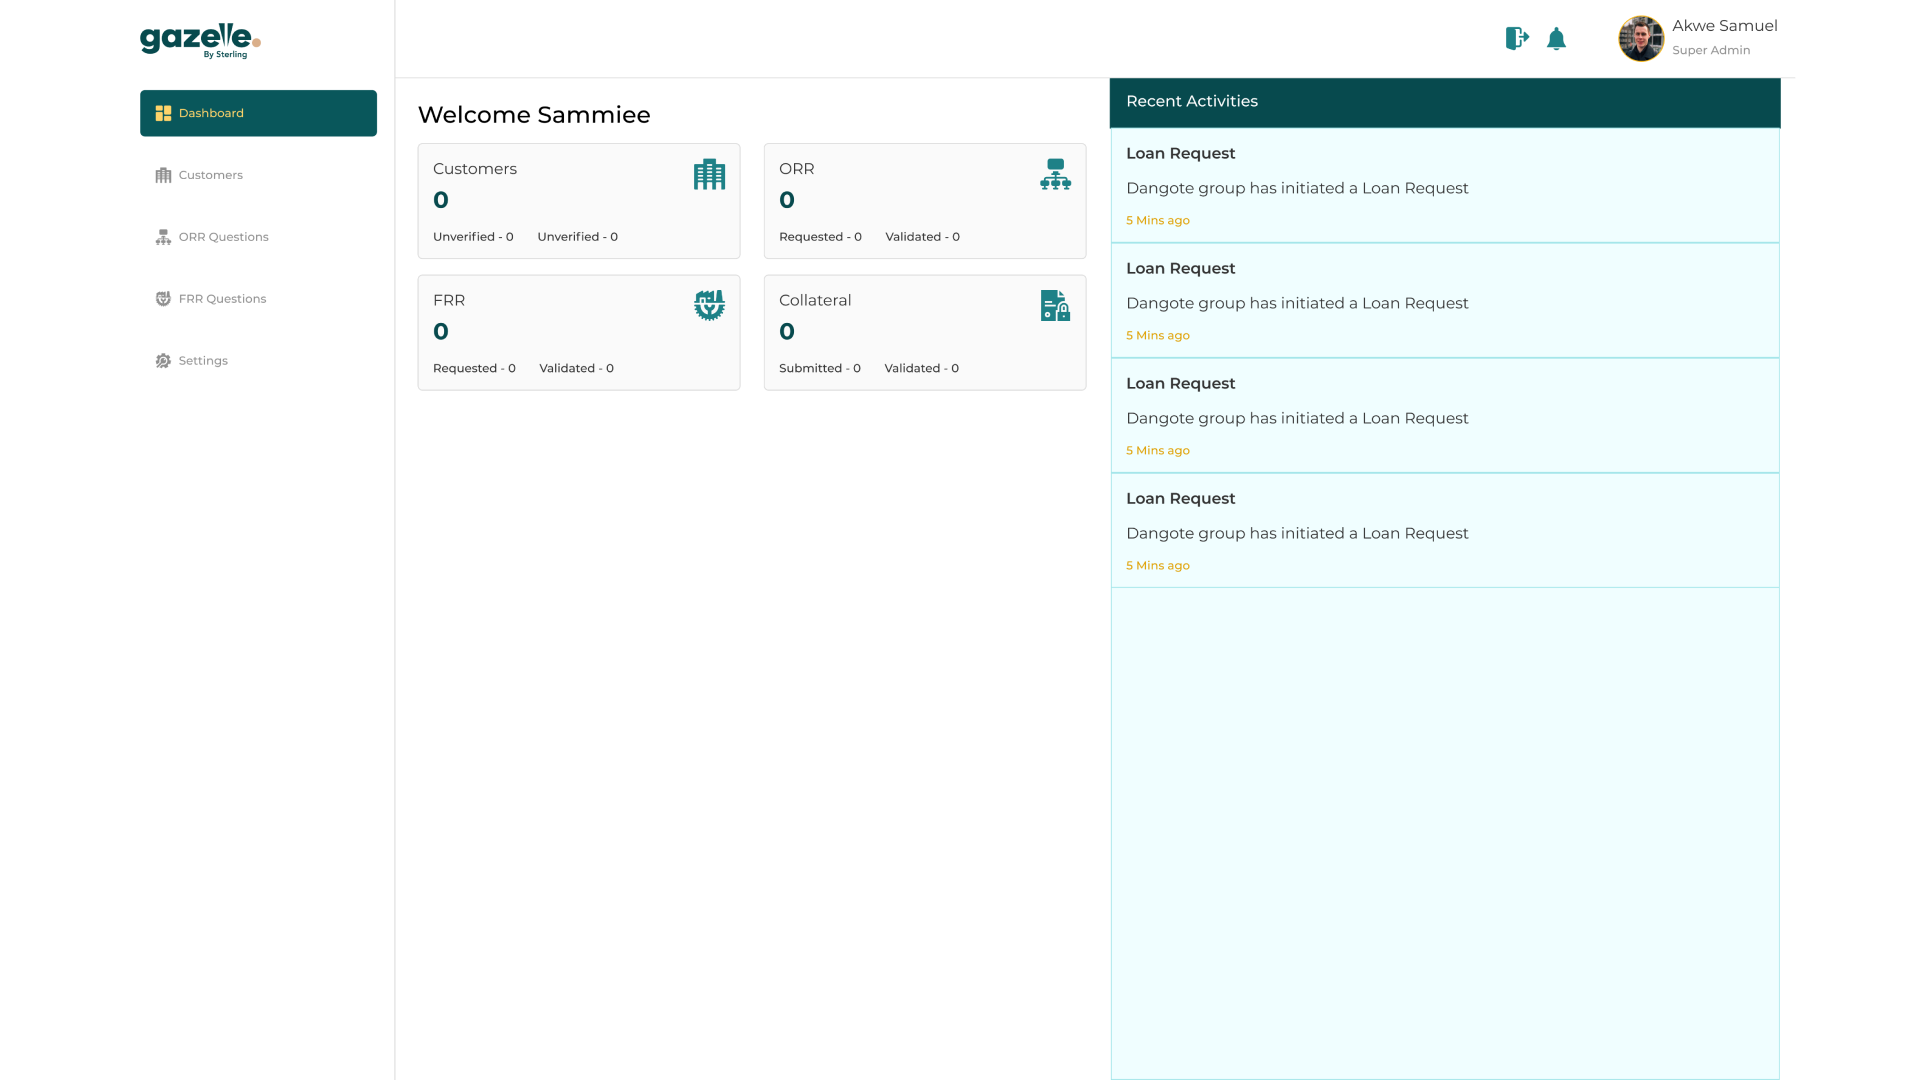 gazelle.
By Sterling
Dashboard
Customers
ORR Questions
FRR Questions
Settings
Akwe Samuel
Super Admin
Welcome Sammiee
Customers
0
Unverified - 0 Unverified - 0
ORR
0
Requested - 0 Validated - 0
FRR
0
Requested - 0 Validated - 0
Collateral
0
Submitted - 0 Validated - 0
Recent Activities
Loan Request
Dangote group has initiated a Loan Request
5 Mins ago
Loan Request
Dangote group has initiated a Loan Request
5 Mins ago
Loan Request
Dangote group has initiated a Loan Request
5 Mins ago
Loan Request
Dangote group has initiated a Loan Request
5 Mins ago